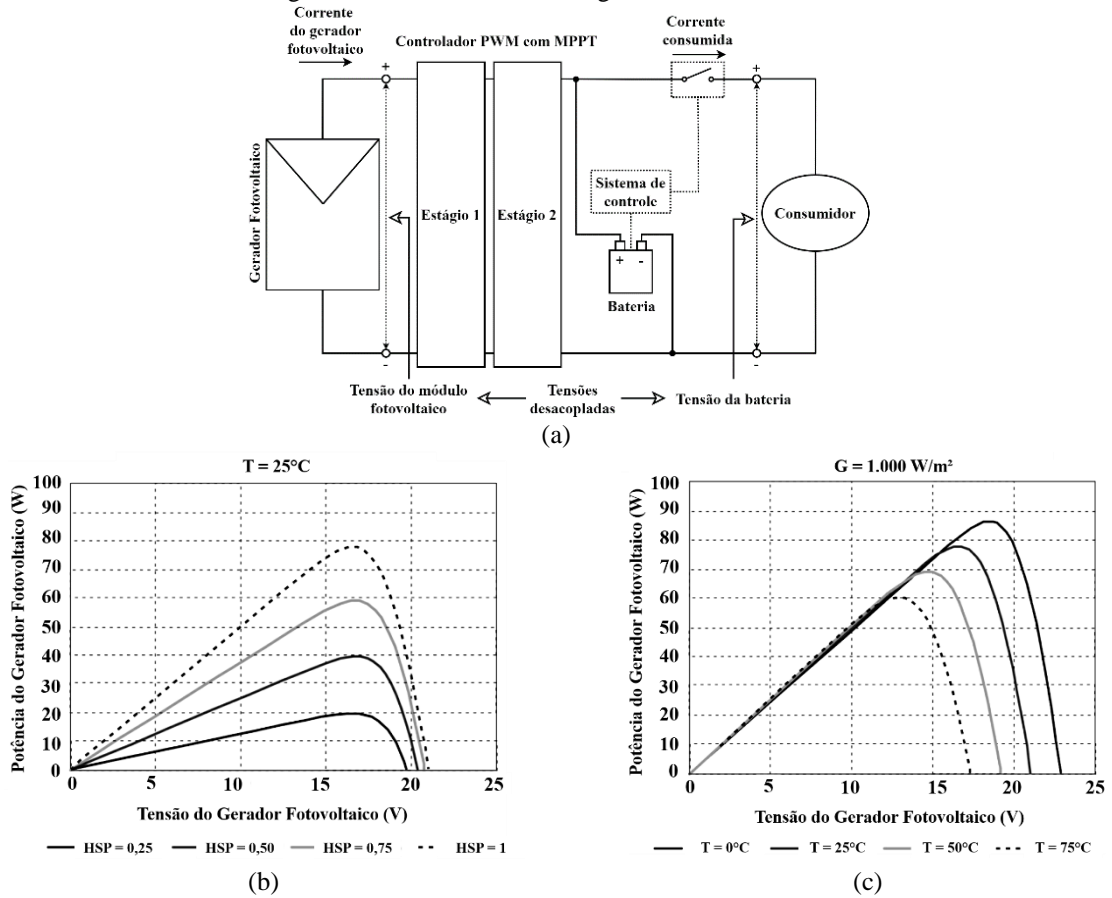 Corrente
do gerador
fotovoltaico
Controlador PWM com MPPT
Corrente
consumida
+
+
Gerador Fotovoltaico
Estágio 1
Estágio 2
Sistema de
controle
+ -
Bateria
Consumidor
-
-
Tensão do módulo
fotovoltaico
Tensões
desacopladas
Tensão da bateria
(a)
T = 25°C
Potência do Gerador Fotovoltaico (W)
100
90
80
70
60
50
40
30
20
10
0
0 5 10 15 20 25
Tensão do Gerador Fotovoltaico (V)
HSP = 0,25 HSP = 0,50 HSP = 0,75 HSP = 1
(b)
G = 1.000 W/m²
Potência do Gerador Fotovoltaico (W)
100
90
80
70
60
50
40
30
20
10
0
0 5 10 15 20 25
Tensão do Gerador Fotovoltaico (V)
T = 0°C T = 25°C T = 50°C T = 75°C
(c)